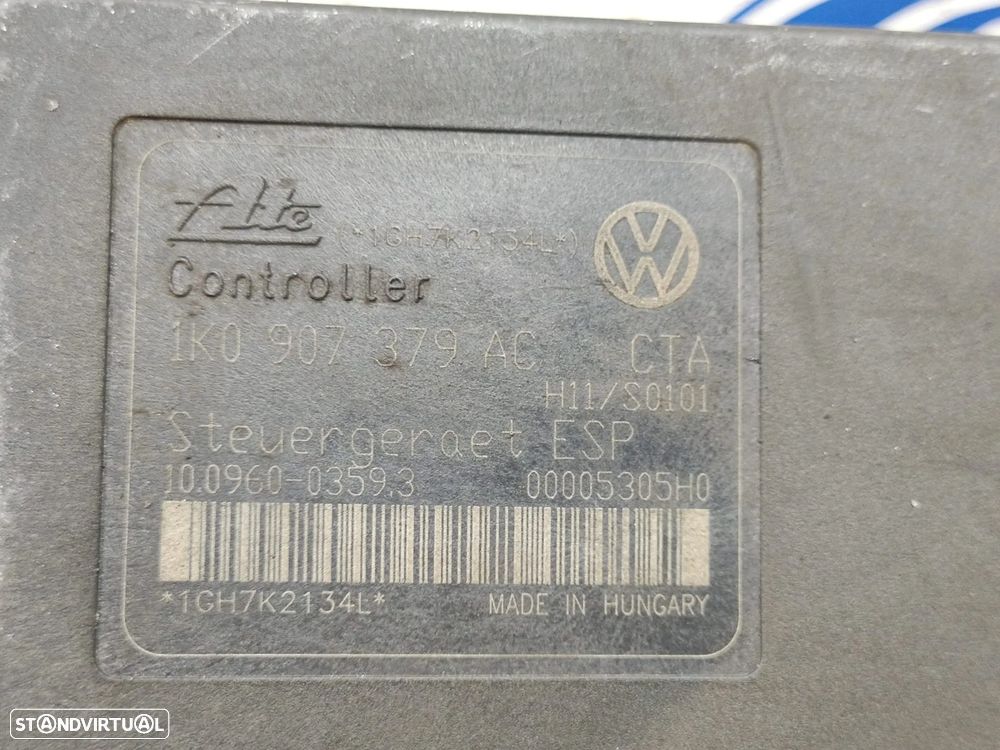 Ate
(*1GH7K2134L*)
Controller
1K0 907 379 AC CTA
H11/S0101
Steuergeraet ESP
10.0960-0359.3 00005305H0
*1GH7K2134L* MADE IN HUNGARY
STANDVIRTUAL